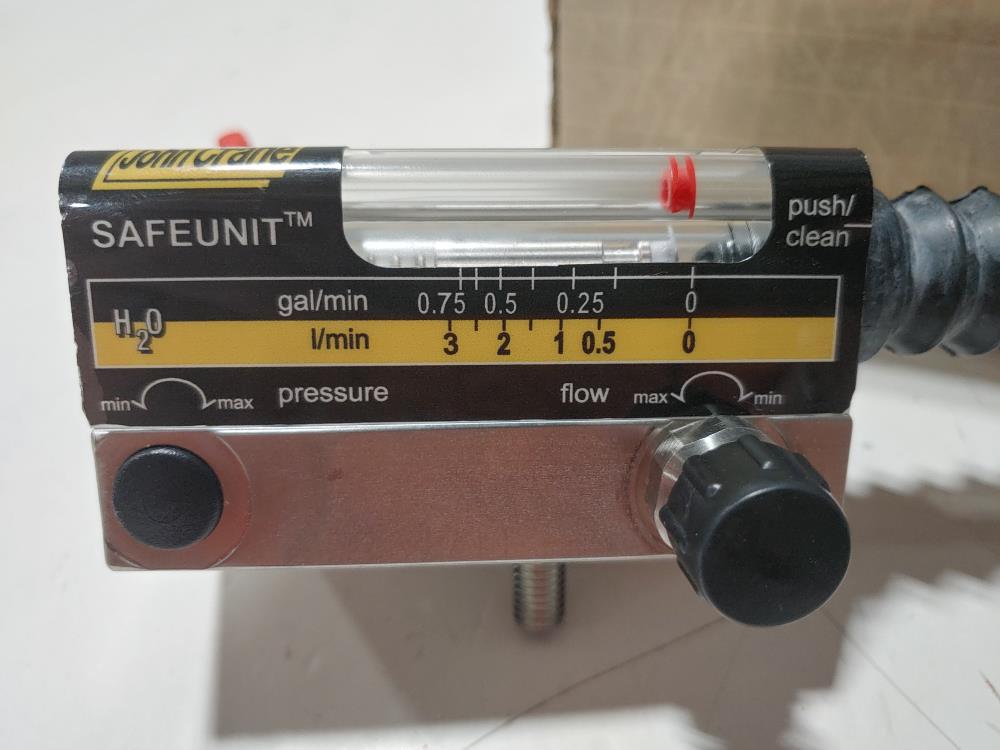 John Crane
SAFEUNIT™
push/
clean
H2O
gal/min 0.75 0.5 0.25 0
l/min 3 2 1 0.5 0
min max pressure flow max min